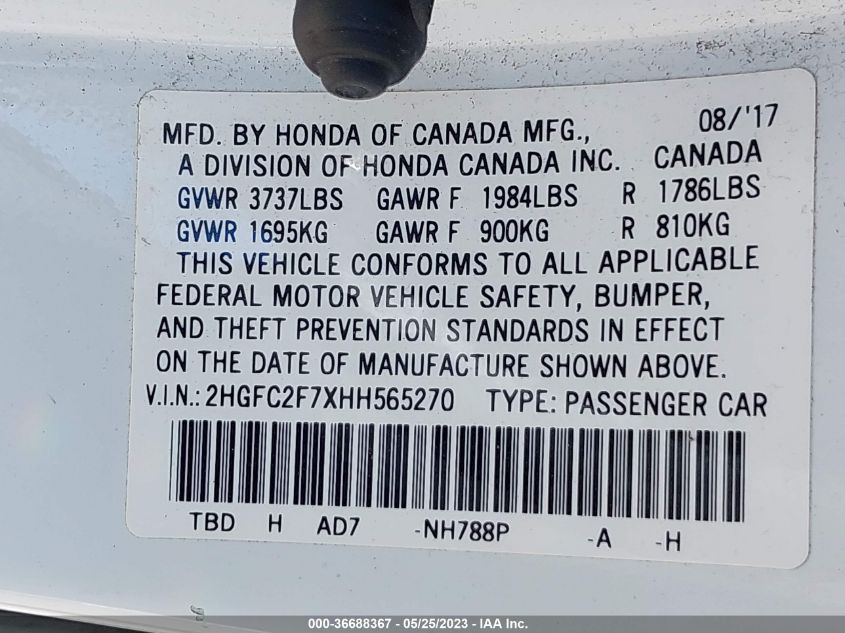 08/'17
MFD. BY HONDA OF CANADA MFG.,
A DIVISION OF HONDA CANADA INC. CANADA
GVWR 3737LBS GAWR F 1984LBS R 1786LBS
GVWR 1695KG GAWR F 900KG R 810KG
THIS VEHICLE CONFORMS TO ALL APPLICABLE
FEDERAL MOTOR VEHICLE SAFETY, BUMPER,
AND THEFT PREVENTION STANDARDS IN EFFECT
ON THE DATE OF MANUFACTURE SHOWN ABOVE.
V.I.N.: 2HGFC2F7XHH565270 TYPE: PASSENGER CAR
TBD H AD7 -NH788P -A -H
000-36688367 - 05/25/2023 - IAA Inc.